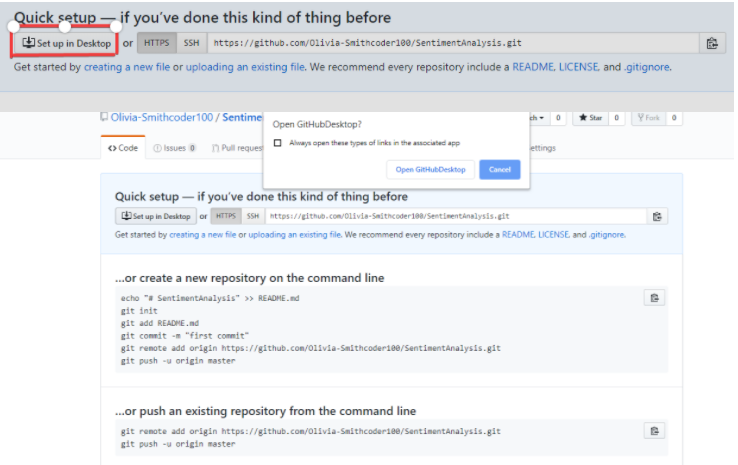 Quick setup — if you've done this kind of thing before
Set up in Desktop or HTTPS SSH https://github.com/Olivia-Smithcoder100/SentimentAnalysis.git
Get started by creating a new file or uploading an existing file. We recommend every repository include a README, LICENSE, and .gitignore.
Olivia-Smithcoder100 / Sentime
Open GitHubDesktop?
ch 0 Star 0 Fork 0
Always open these types of links in the associated app
Code Issues 0 Pull request ettings
Open GitHubDesktop Cancel
Quick setup — if you've done this kind of thing before
Set up in Desktop or HTTPS SSH https://github.com/Olivia-Smithcoder100/SentimentAnalysis.git
Get started by creating a new file or uploading an existing file. We recommend every repository include a README, LICENSE, and .gitignore.
...or create a new repository on the command line
echo "# SentimentAnalysis" >> README.md
git init
git add README.md
git commit -m "first commit"
git remote add origin https://github.com/Olivia-Smithcoder100/SentimentAnalysis.git
git push -u origin master
...or push an existing repository from the command line
git remote add origin https://github.com/Olivia-Smithcoder100/SentimentAnalysis.git
git push -u origin master